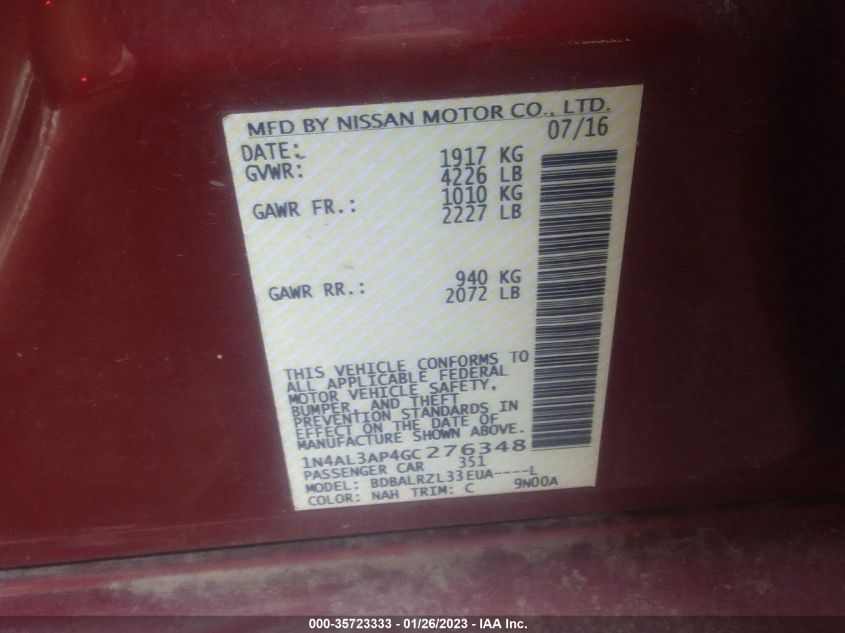 MFD BY NISSAN MOTOR CO., LTD.
DATE: 07/16
GVWR: 1917 KG
4226 LB
GAWR FR.: 1010 KG
2227 LB
GAWR RR.: 940 KG
2072 LB
THIS VEHICLE CONFORMS TO
ALL APPLICABLE FEDERAL
MOTOR VEHICLE SAFETY,
BUMPER, AND THEFT
PREVENTION STANDARDS IN
EFFECT ON THE DATE OF
MANUFACTURE SHOWN ABOVE.
1N4AL3AP4GC276348
PASSENGER CAR 351
MODEL: BDBALRZL33EUA----L
COLOR: NAH TRIM: C 9N00A
000-35723333 - 01/26/2023 - IAA Inc.